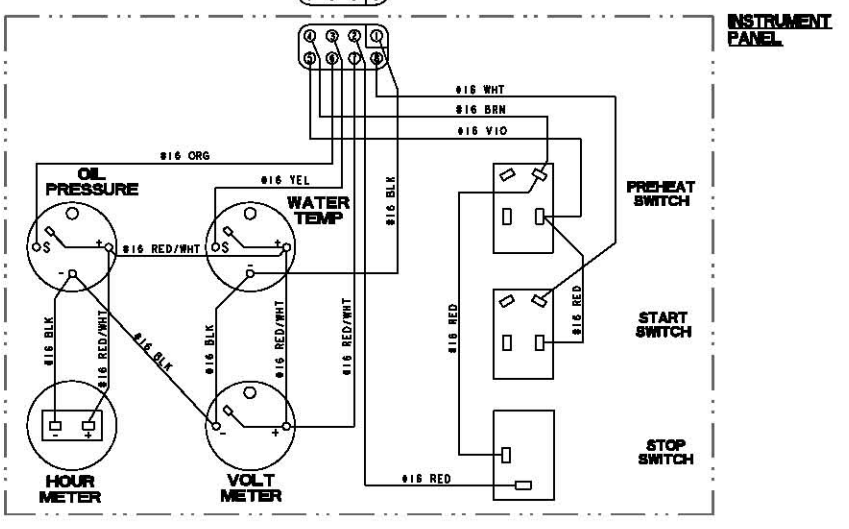 INSTRUMENT
PANEL
4 3 2 1
5 6 7 8
#16 WHT
#16 BRN
#16 VIO
#16 ORG
OIL
PRESSURE
#16 YEL
WATER
TEMP
#16 BLK
PREHEAT
SWITCH
S
+
#16 RED/WHT
S
+
-
-
#16 BLK
#16 RED/WHT
#16 BLK
#16 BLK
#16 RED/WHT
#16 RED/WHT
#16 RED
#16 RED
START
SWITCH
- +
- +
STOP
SWITCH
HOUR
METER
VOLT
METER
#16 RED